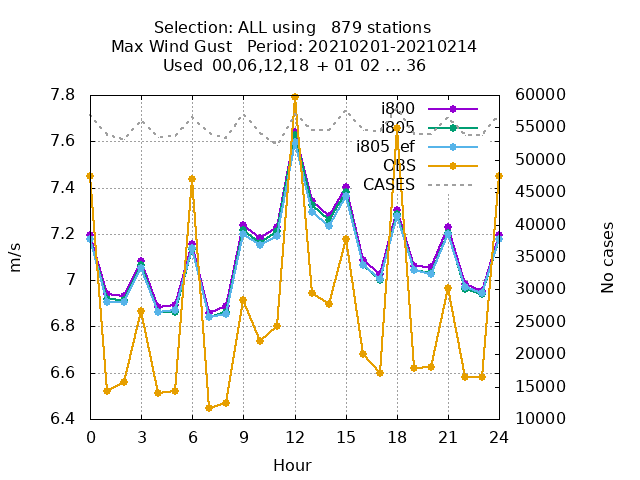 Selection: ALL using   879 stations
Max Wind Gust   Period: 20210201-20210214
Used  00,06,12,18 + 01 02 ... 36
7.8
7.6
7.4
7.2
7
6.8
6.6
6.4
60000
55000
50000
45000
40000
35000
30000
25000
20000
15000
10000
i800
i805
i805 ef
OBS
CASES
m/s
No cases
0 3 6 9 12 15 18 21 24
Hour